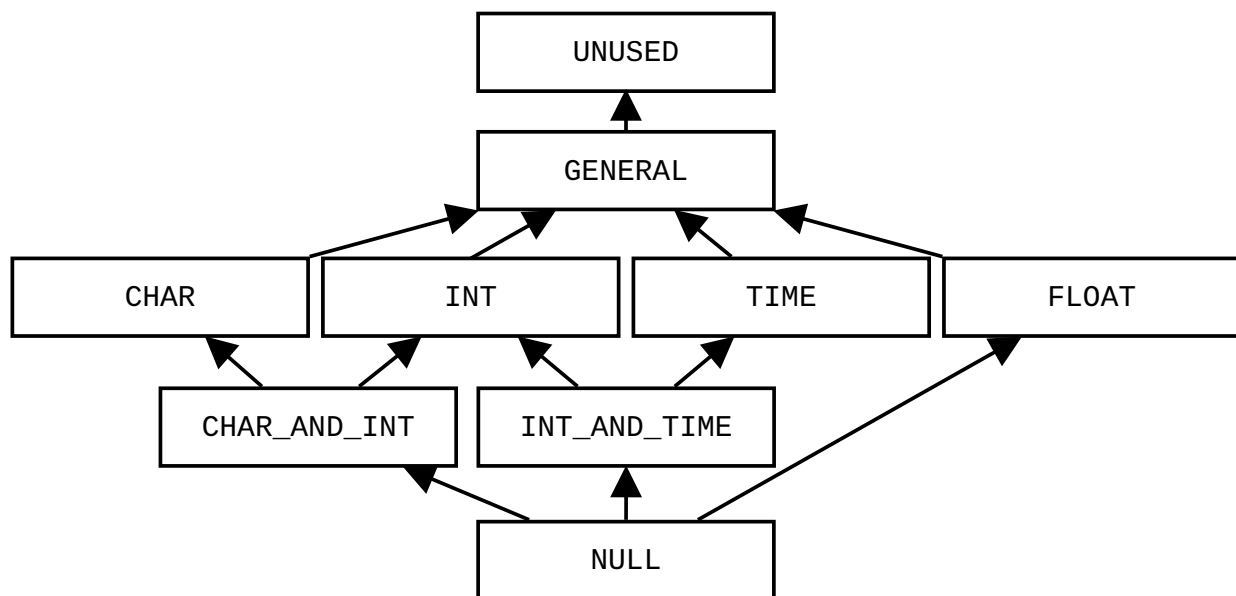 UNUSED
GENERAL
CHAR
INT
TIME
FLOAT
CHAR_AND_INT
INT_AND_TIME
NULL